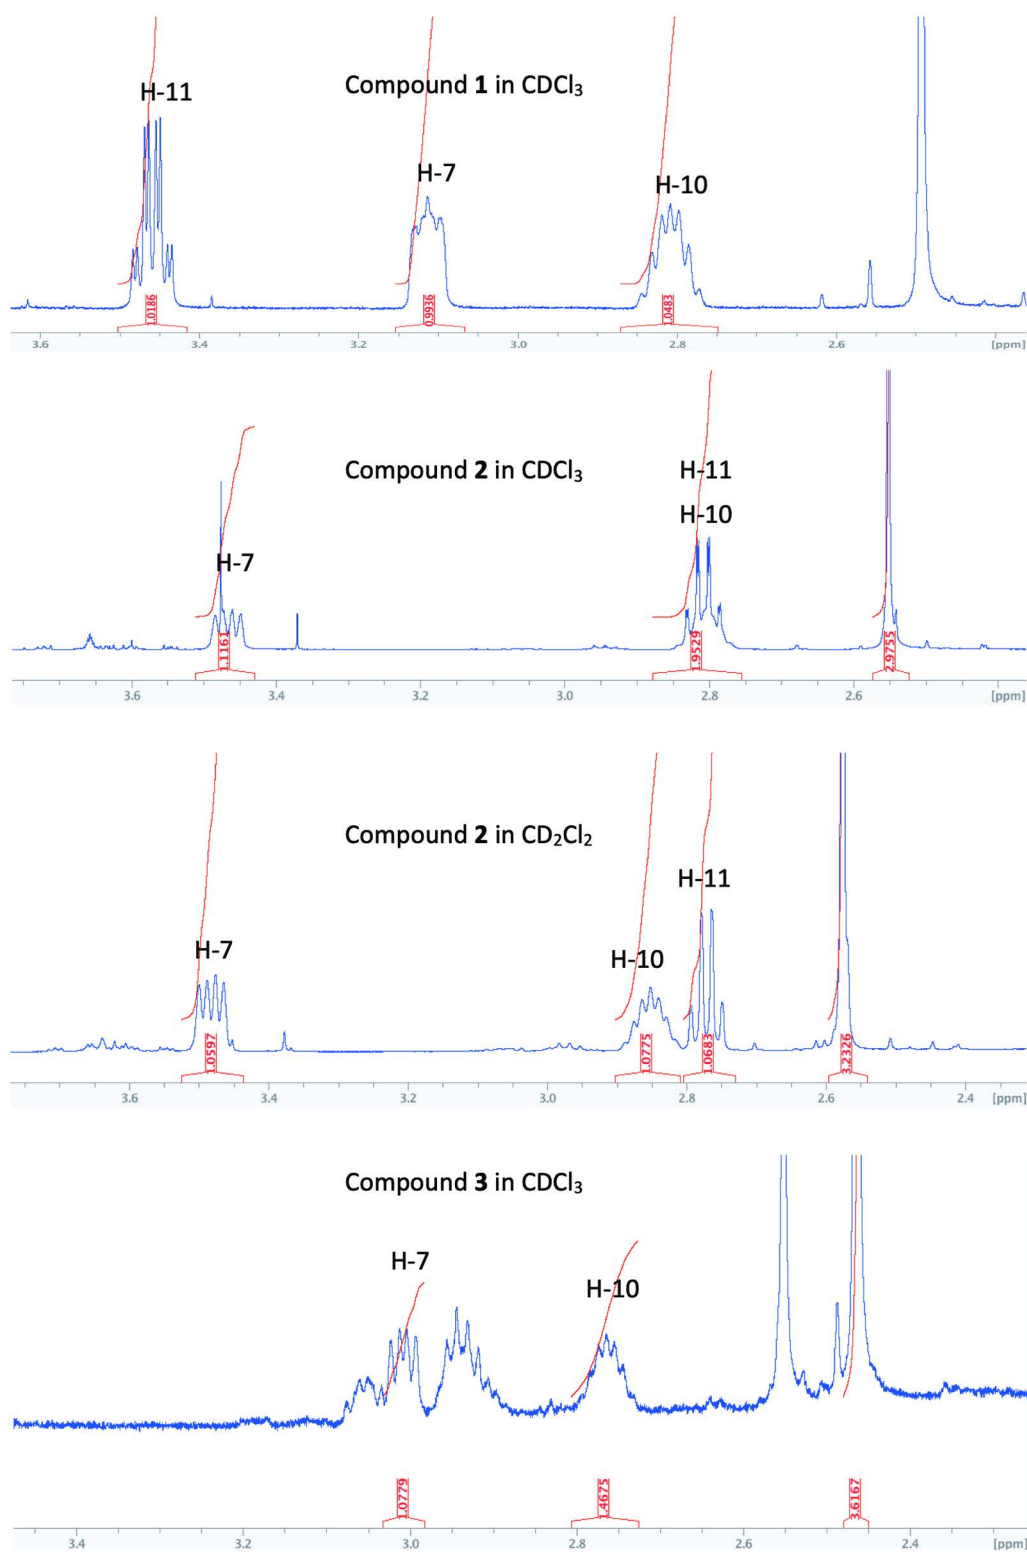 Compound 1 in CDCl₃
H-11
H-7
H-10
1.0186
0.9936
1.0483
3.6 3.4 3.2 3.0 2.8 2.6 [ppm]
Compound 2 in CDCl₃
H-11
H-10
H-7
1.1161
1.9529
2.9755
3.6 3.4 3.2 3.0 2.8 2.6 [ppm]
Compound 2 in CD₂Cl₂
H-11
H-7
H-10
1.0597
1.0775
1.0683
3.2326
3.6 3.4 3.2 3.0 2.8 2.6 2.4 [ppm]
Compound 3 in CDCl₃
H-7
H-10
1.0779
1.4675
3.6167
3.4 3.2 3.0 2.8 2.6 2.4 [ppm]